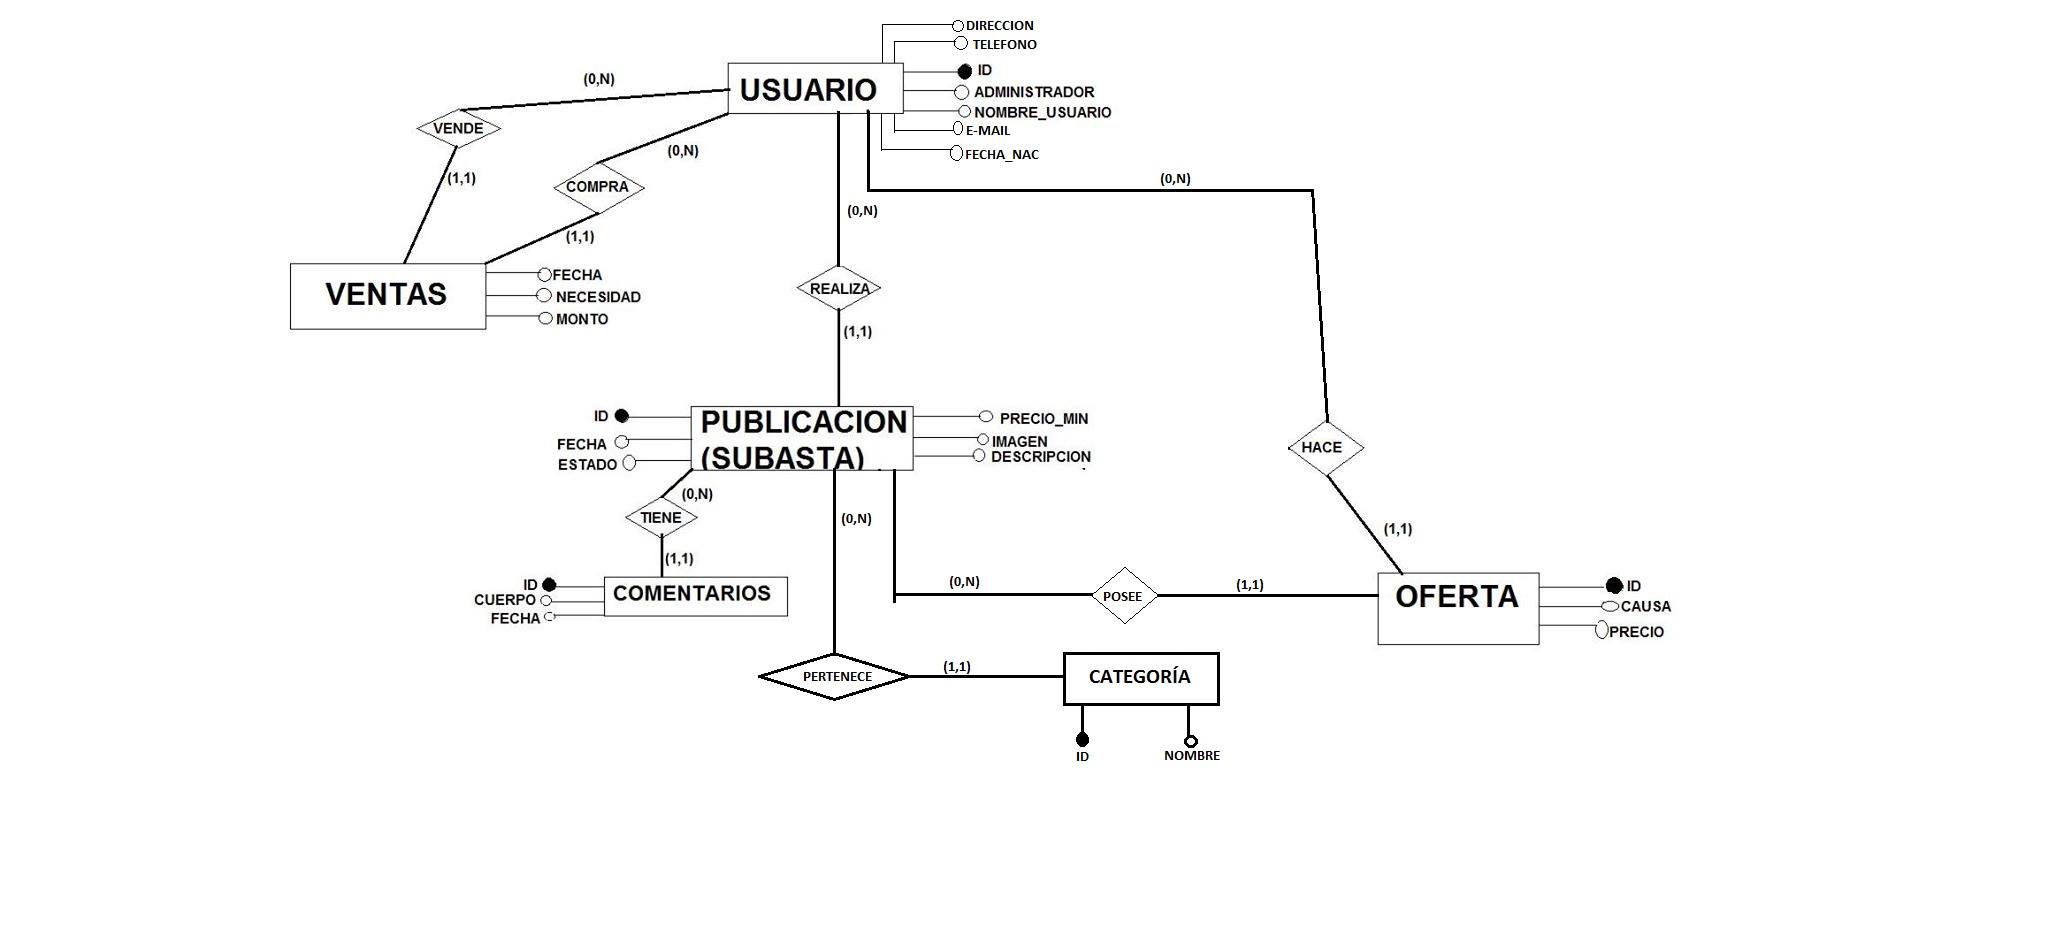 DIRECCION
TELEFONO
ID
USUARIO
ADMINISTRADOR
NOMBRE_USUARIO
E-MAIL
FECHA_NAC
(0,N)
VENDE
(1,1)
(0,N)
COMPRA
(1,1)
(0,N)
(0,N)
VENTAS
FECHA
NECESIDAD
MONTO
REALIZA
(1,1)
ID
FECHA
ESTADO
PUBLICACION
(SUBASTA)
PRECIO_MIN
IMAGEN
DESCRIPCION
HACE
(1,1)
(0,N)
TIENE
(1,1)
(0,N)
ID
CUERPO
FECHA
COMENTARIOS
(0,N)
POSEE
(1,1)
OFERTA
ID
CAUSA
PRECIO
PERTENECE
(1,1)
CATEGORÍA
ID
NOMBRE